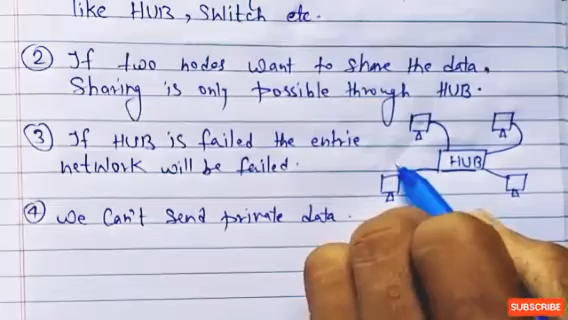 like HUB, Switch etc.
② If two nodes want to share the data.
Sharing is only possible through HUB.
③ If HUB is failed the entrie
network will be failed.
HUB
④ We Can't Send private data.
SUBSCRIBE